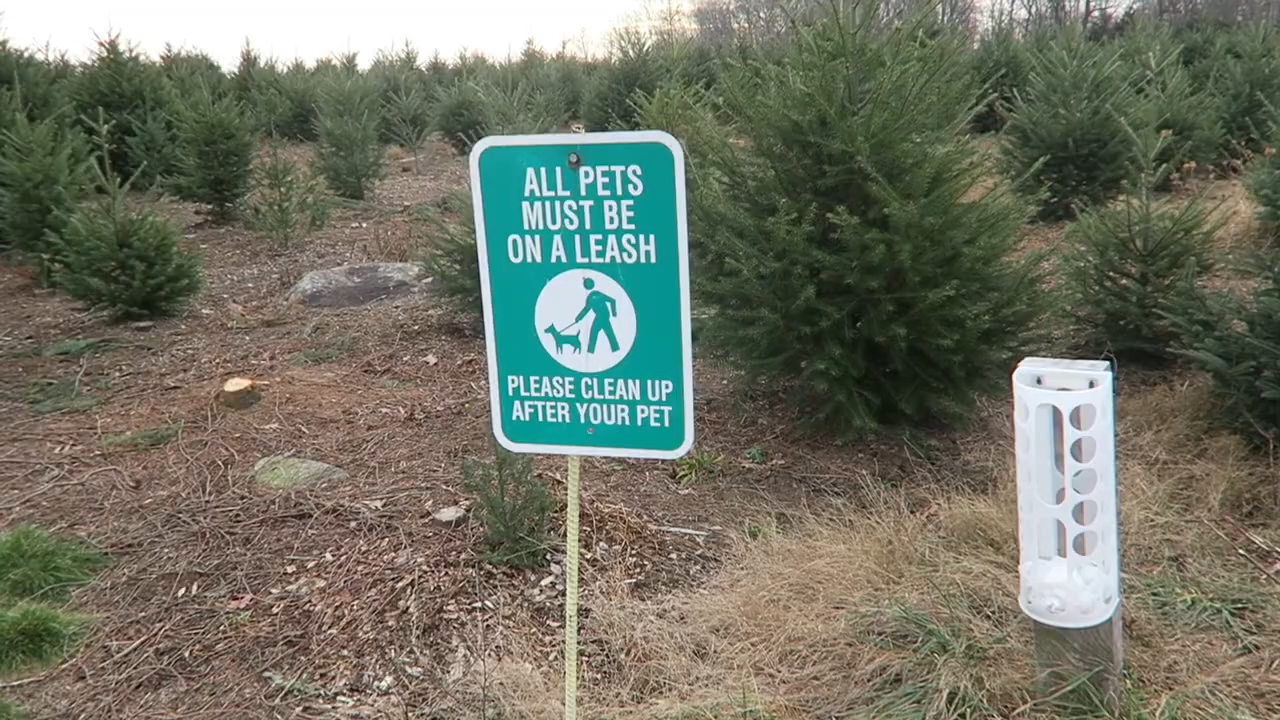 ALL PETS
MUST BE
ON A LEASH
PLEASE CLEAN UP
AFTER YOUR PET